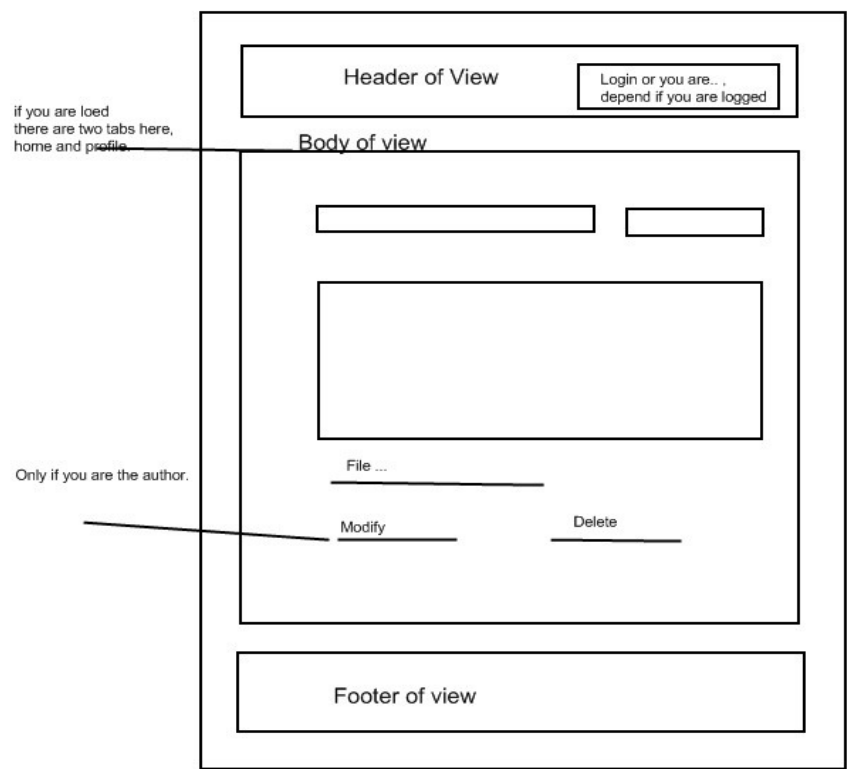 Header of View
Login or you are.. ,
depend if you are logged
if you are loed
there are two tabs here,
home and profile.
Body of view
File ...
Only if you are the author.
Modify
Delete
Footer of view